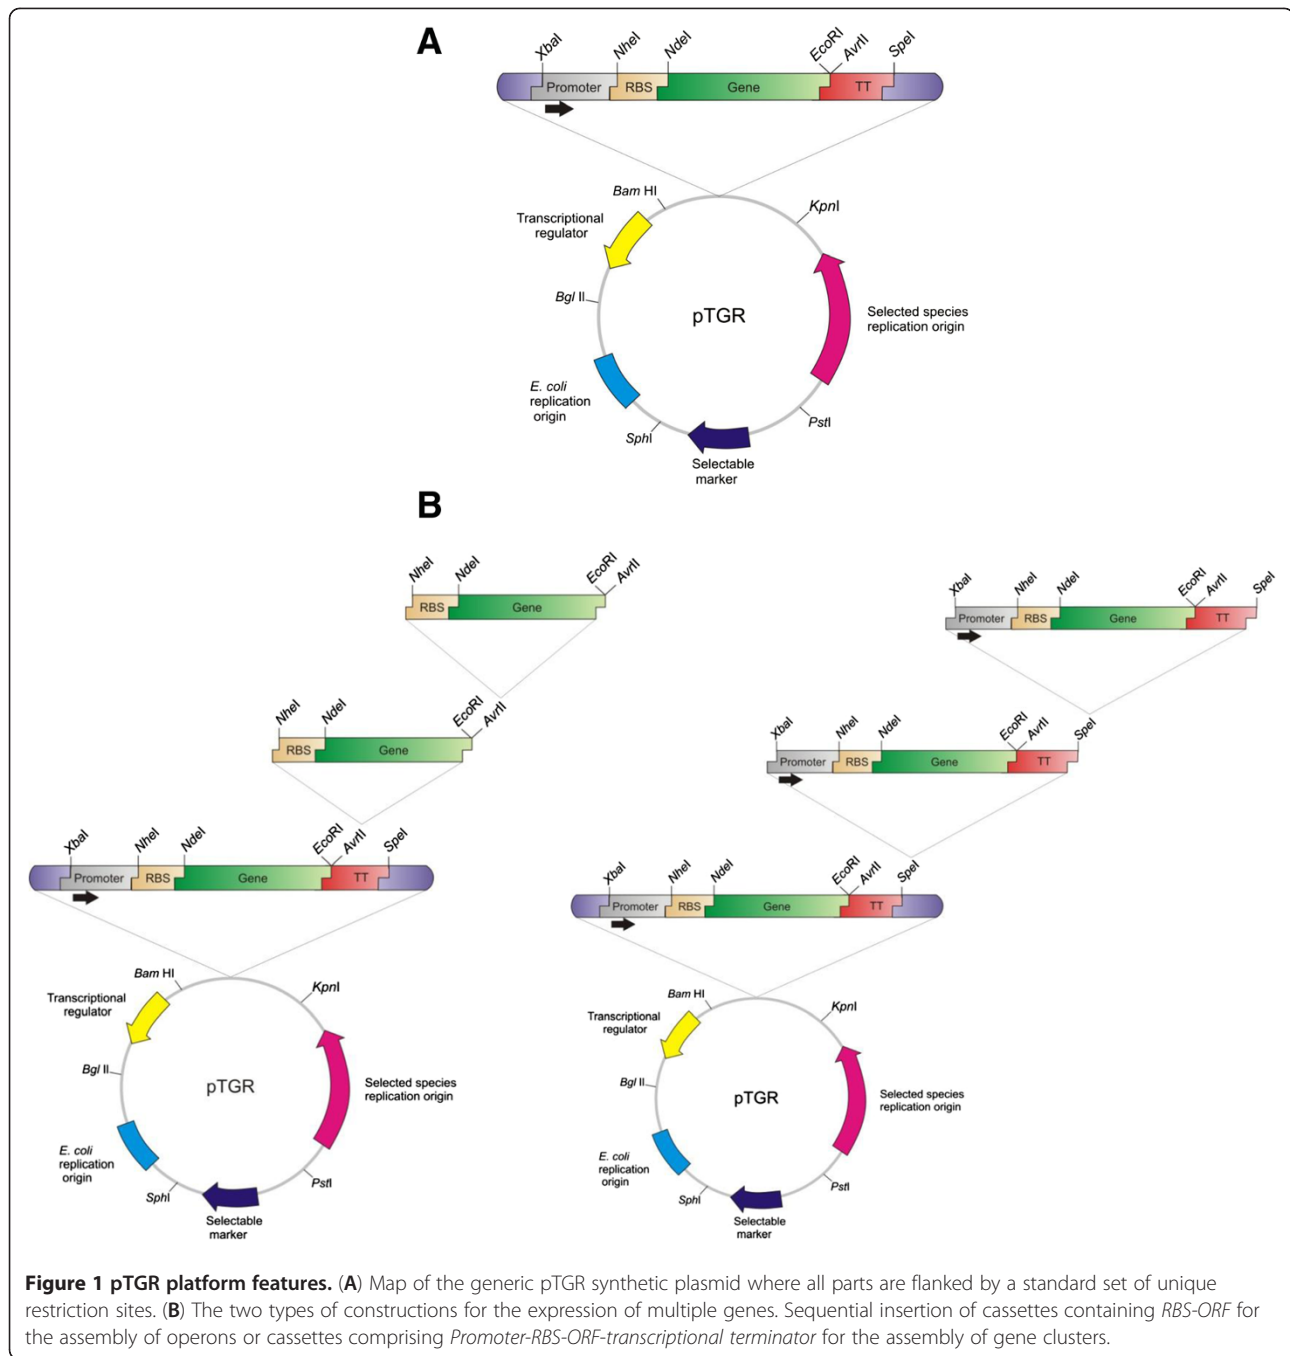 A
XbaI NheI NdeI EcoRI AvrII SpeI
Promoter RBS Gene TT
Bam HI
KpnI
Transcriptional
regulator
Bgl II
pTGR
Selected species
replication origin
E. coli
replication
origin
SphI
PstI
Selectable
marker
B
NheI NdeI EcoRI AvrII
RBS Gene
NheI NdeI EcoRI AvrII
RBS Gene
XbaI NheI NdeI EcoRI AvrII SpeI
Promoter RBS Gene TT
Bam HI
KpnI
Transcriptional
regulator
Bgl II
pTGR
Selected species
replication origin
E. coli
replication
origin
SphI
PstI
Selectable
marker
XbaI NheI NdeI EcoRI AvrII SpeI
Promoter RBS Gene TT
XbaI NheI NdeI EcoRI AvrII SpeI
Promoter RBS Gene TT
XbaI NheI NdeI EcoRI AvrII SpeI
Promoter RBS Gene TT
Bam HI
KpnI
Transcriptional
regulator
Bgl II
pTGR
Selected species
replication origin
E. coli
replication
origin
SphI
PstI
Selectable
marker
Figure 1 pTGR platform features. (A) Map of the generic pTGR synthetic plasmid where all parts are flanked by a standard set of unique
restriction sites. (B) The two types of constructions for the expression of multiple genes. Sequential insertion of cassettes containing RBS-ORF for
the assembly of operons or cassettes comprising Promoter-RBS-ORF-transcriptional terminator for the assembly of gene clusters.